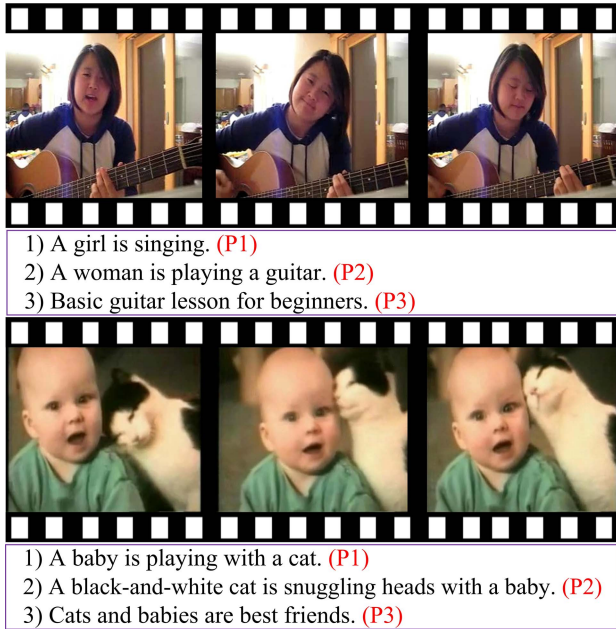 1) A girl is singing. (P1)
2) A woman is playing a guitar. (P2)
3) Basic guitar lesson for beginners. (P3)
1) A baby is playing with a cat. (P1)
2) A black-and-white cat is snuggling heads with a baby. (P2)
3) Cats and babies are best friends. (P3)